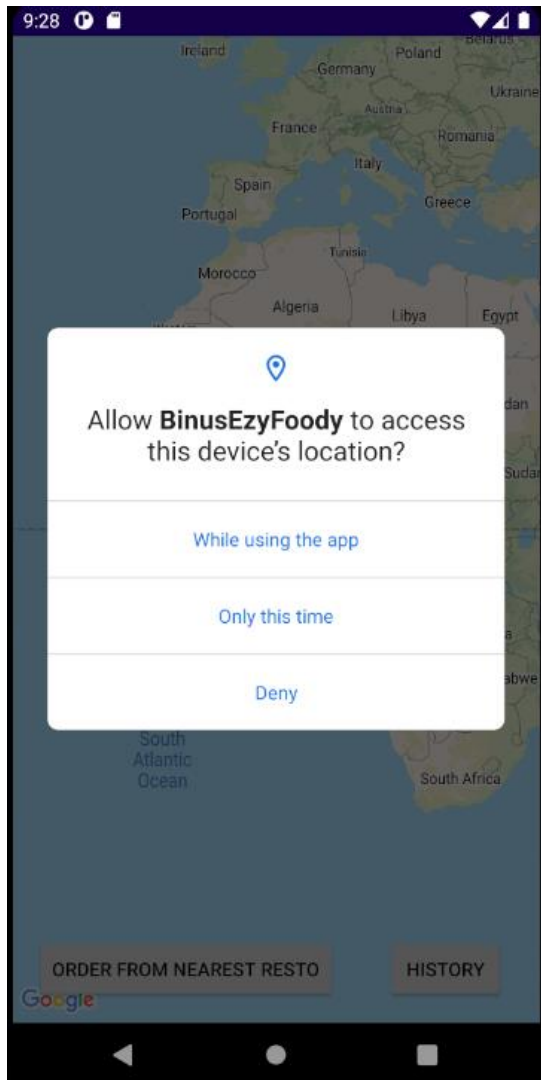 9:28
Belarus
Ireland
Poland
Germany
Ukraine
Austria
France
Romania
Italy
Spain
Greece
Portugal
Tunisia
Morocco
Algeria
Libya
Egypt
Allow BinusEzyFoody to access
this device's location?
While using the app
Only this time
Deny
South
Atlantic
Ocean
South Africa
ORDER FROM NEAREST RESTO
HISTORY
Google